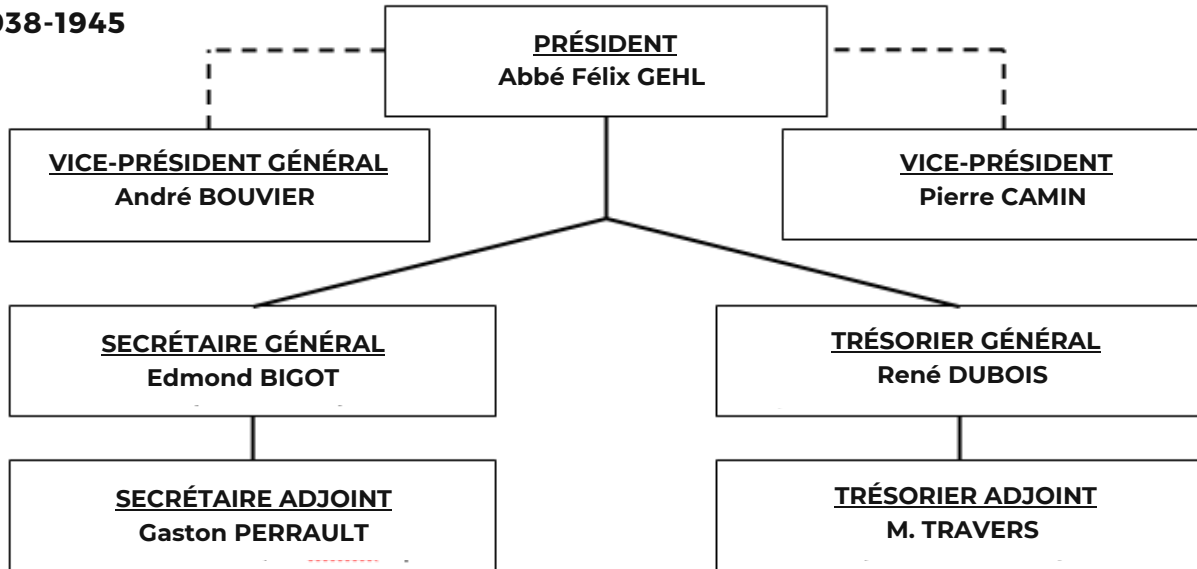 938-1945
PRÉSIDENT
Abbé Félix GEHL
VICE-PRÉSIDENT GÉNÉRAL
André BOUVIER
VICE-PRÉSIDENT
Pierre CAMIN
SECRÉTAIRE GÉNÉRAL
Edmond BIGOT
TRÉSORIER GÉNÉRAL
René DUBOIS
SECRÉTAIRE ADJOINT
Gaston PERRAULT
TRÉSORIER ADJOINT
M. TRAVERS